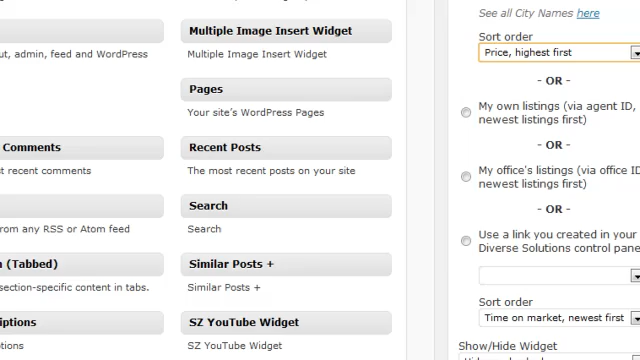 Multiple Image Insert Widget
ut, admin, feed and WordPress
Multiple Image Insert Widget
Pages
Your site's WordPress Pages
Comments
Recent Posts
st recent comments
The most recent posts on your site
Search
rom any RSS or Atom feed
Search
(Tabbed)
Similar Posts +
section-specific content in tabs.
Similar Posts +
iptions
SZ YouTube Widget
iptions
SZ YouTube Widget
See all City Names here
Sort order
Price, highest first
- OR -
My own listings (via agent ID,
newest listings first)
- OR -
My office's listings (via office ID
newest listings first)
- OR -
Use a link you created in your
Diverse Solutions control pane
Sort order
Time on market, newest first
Show/Hide Widget